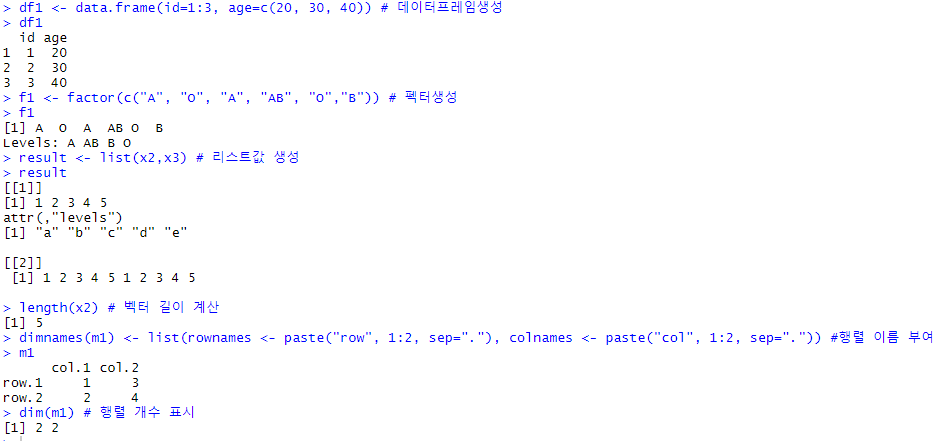 > df1 <- data.frame(id=1:3, age=c(20, 30, 40)) # 데이터프레임생성
> df1
  id age
1  1  20
2  2  30
3  3  40
> f1 <- factor(c("A", "O", "A", "AB", "O","B")) # 펙터생성
> f1
[1] A  O  A  AB O  B
Levels: A AB B O
> result <- list(x2,x3) # 리스트값 생성
> result
[[1]]
[1] 1 2 3 4 5
attr(,"levels")
[1] "a" "b" "c" "d" "e"

[[2]]
 [1] 1 2 3 4 5 1 2 3 4 5

> length(x2) # 벡터 길이 계산
[1] 5
> dimnames(m1) <- list(rownames <- paste("row", 1:2, sep="."), colnames <- paste("col", 1:2, sep=".")) #행렬 이름 부여
> m1
      col.1 col.2
row.1     1     3
row.2     2     4
> dim(m1) # 행렬 개수 표시
[1] 2 2
>